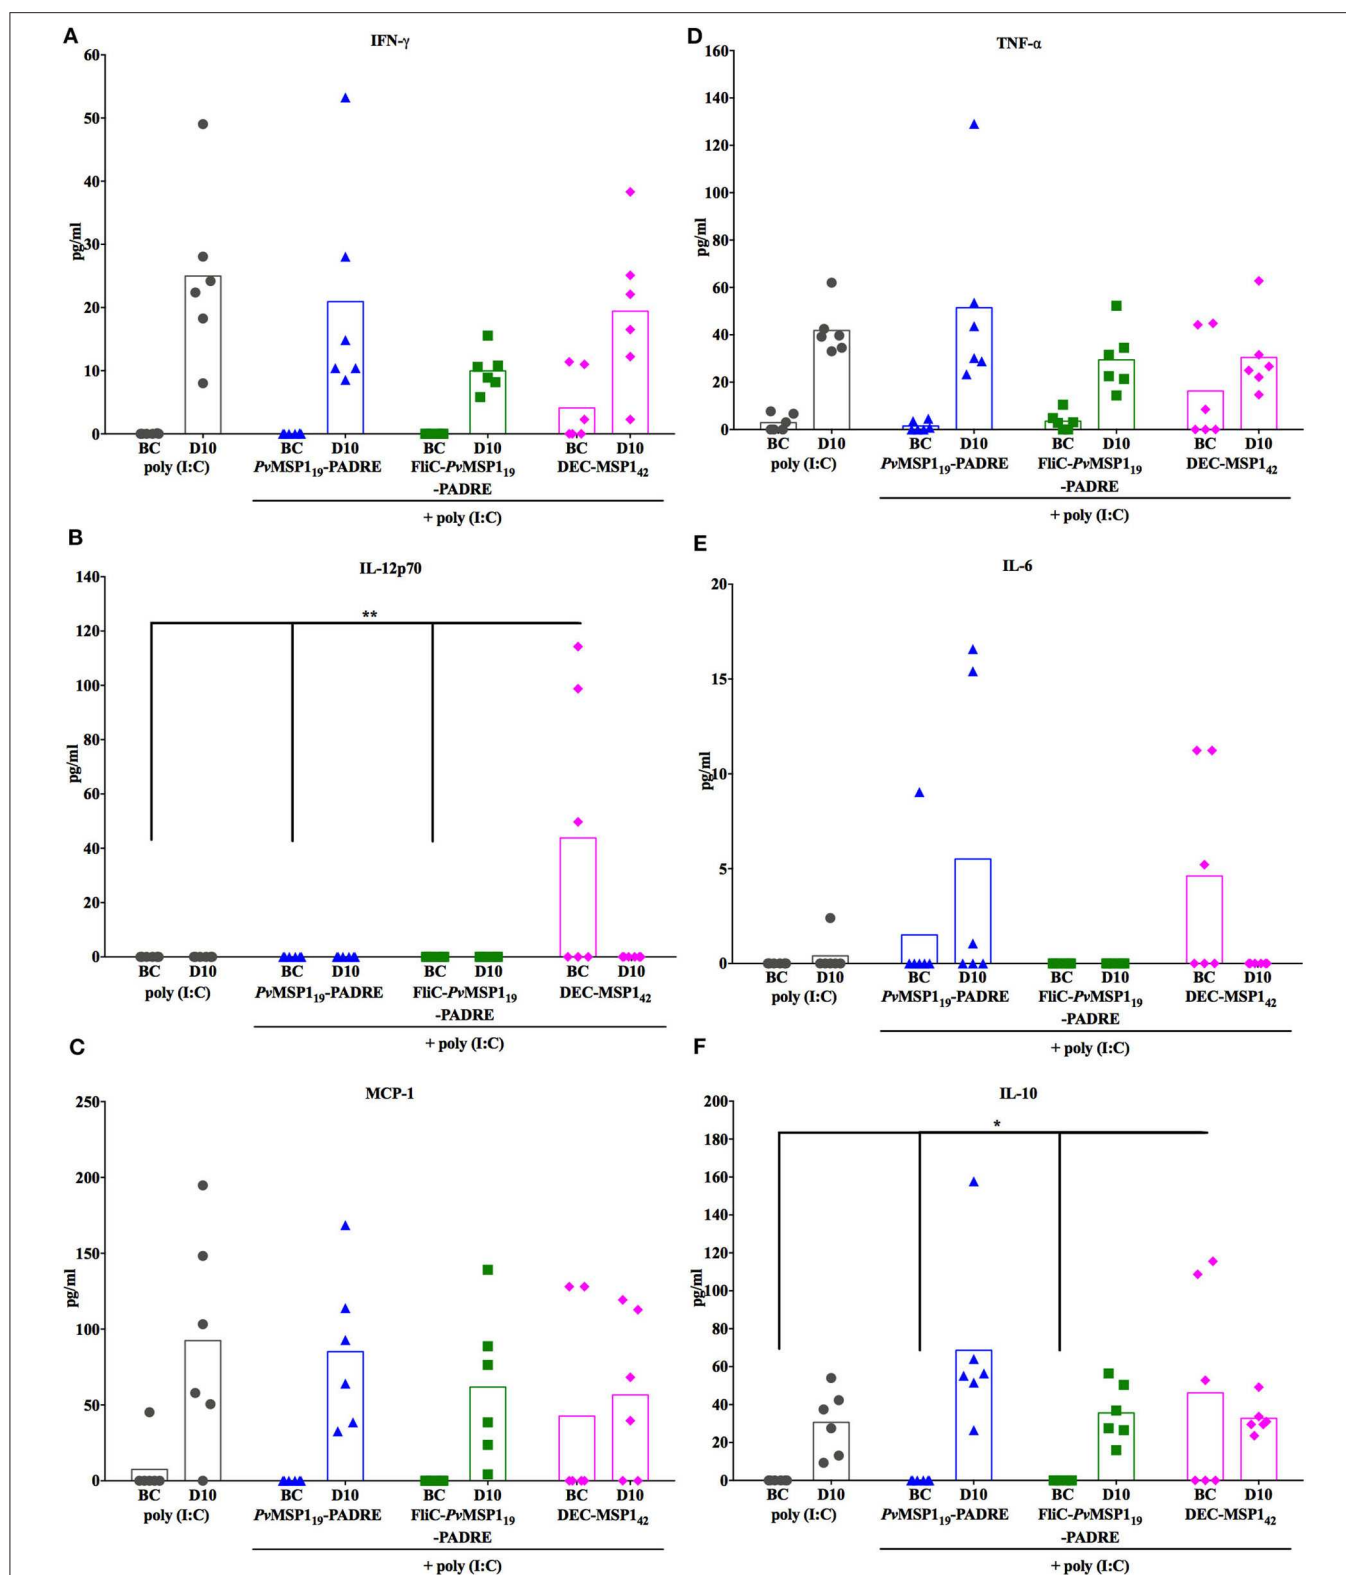 A
IFN-γ
pg/ml
60
50
40
30
20
10
0
BC D10 BC D10 BC D10 BC D10
poly (I:C) PvMSP1₁₉-PADRE FliC-PvMSP1₁₉ DEC-MSP1₄₂
-PADRE
+ poly (I:C)
D
TNF-α
pg/ml
160
140
120
100
80
60
40
20
0
BC D10 BC D10 BC D10 BC D10
poly (I:C) PvMSP1₁₉-PADRE FliC-PvMSP1₁₉ DEC-MSP1₄₂
-PADRE
+ poly (I:C)
B
IL-12p70
pg/ml
140
120
100
80
60
40
20
0
**
BC D10 BC D10 BC D10 BC D10
poly (I:C) PvMSP1₁₉-PADRE FliC-PvMSP1₁₉ DEC-MSP1₄₂
-PADRE
+ poly (I:C)
E
IL-6
pg/ml
20
15
10
5
0
BC D10 BC D10 BC D10 BC D10
poly (I:C) PvMSP1₁₉-PADRE FliC-PvMSP1₁₉ DEC-MSP1₄₂
-PADRE
+ poly (I:C)
C
MCP-1
pg/ml
250
200
150
100
50
0
BC D10 BC D10 BC D10 BC D10
poly (I:C) PvMSP1₁₉-PADRE FliC-PvMSP1₁₉ DEC-MSP1₄₂
-PADRE
+ poly (I:C)
F
IL-10
pg/ml
200
180
160
140
120
100
80
60
40
20
0
*
BC D10 BC D10 BC D10 BC D10
poly (I:C) PvMSP1₁₉-PADRE FliC-PvMSP1₁₉ DEC-MSP1₄₂
-PADRE
+ poly (I:C)